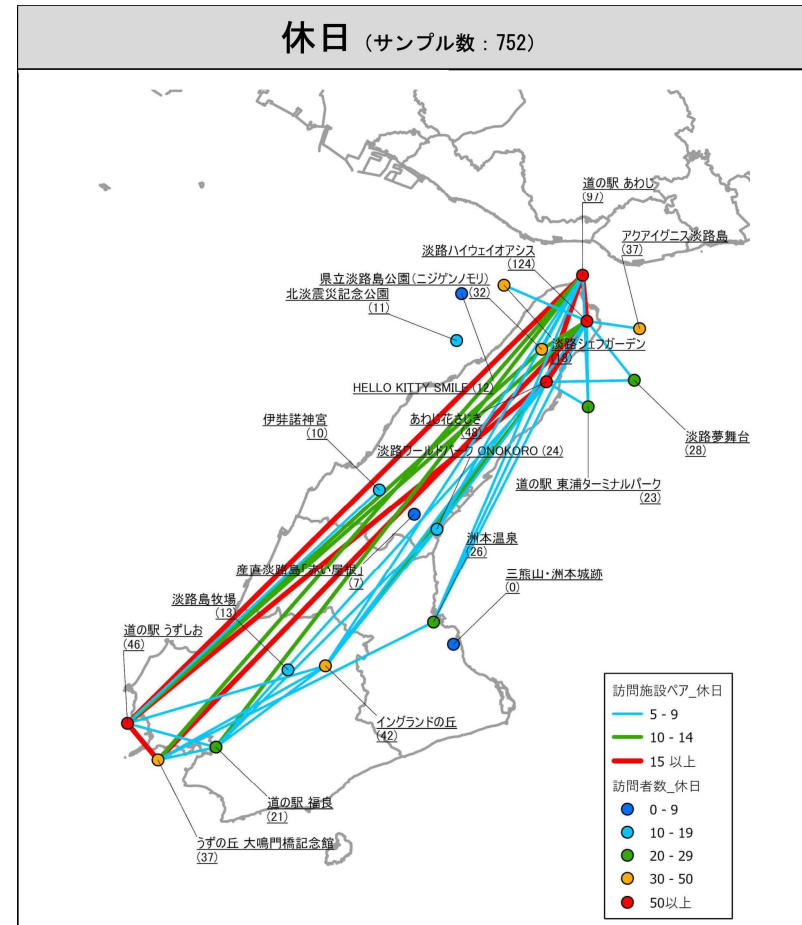 休日 (サンプル数：752)
道の駅 あわじ
(97)
アクアイグニス淡路島
(37)
淡路ハイウェイオアシス
(124)
県立淡路島公園(ニジゲンノモリ)
(32)
北淡震災記念公園
(11)
淡路シェフガーデン
(18)
HELLO KITTY SMILE (12)
あわじ花さじき
(48)
淡路夢舞台
(28)
伊弉諾神宮
(10)
淡路ワールドパーク ONOKORO (24)
道の駅 東浦ターミナルパーク
(23)
洲本温泉
(26)
産直淡路島「赤い屋根」
(7)
三熊山・洲本城跡
(0)
淡路島牧場
(13)
道の駅 うずしお
(46)
イングランドの丘
(42)
道の駅 福良
(21)
うずの丘 大鳴門橋記念館
(37)
訪問施設ペア_休日
5 - 9
10 - 14
15 以上
訪問者数_休日
0 - 9
10 - 19
20 - 29
30 - 50
50以上